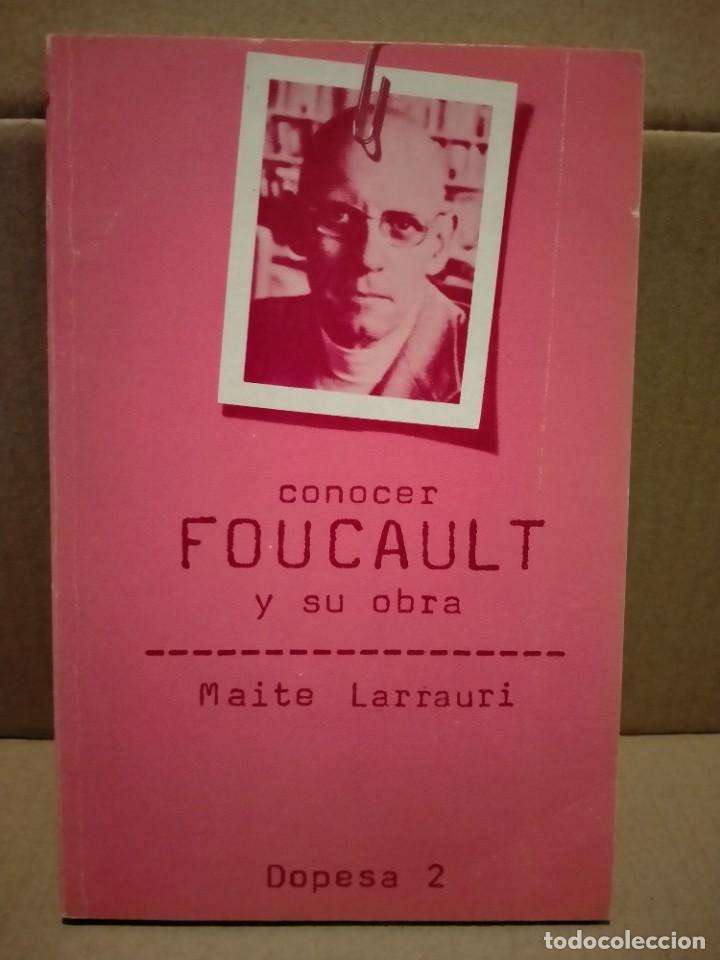 conocer
FOUCAULT
y su obra
Maite Larrauri
Dopesa 2
todocoleccion